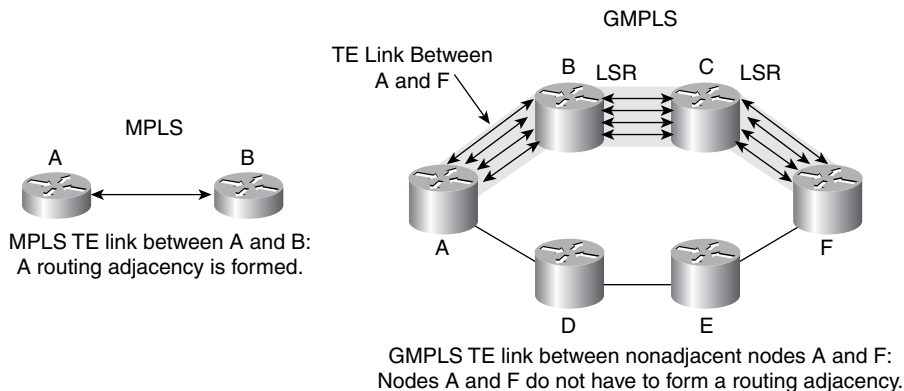 GMPLS
TE Link Between
A and F
B
LSR
C
LSR
MPLS
A
B
MPLS TE link between A and B:
A routing adjacency is formed.
A
F
D
E
GMPLS TE link between nonadjacent nodes A and F:
Nodes A and F do not have to form a routing adjacency.